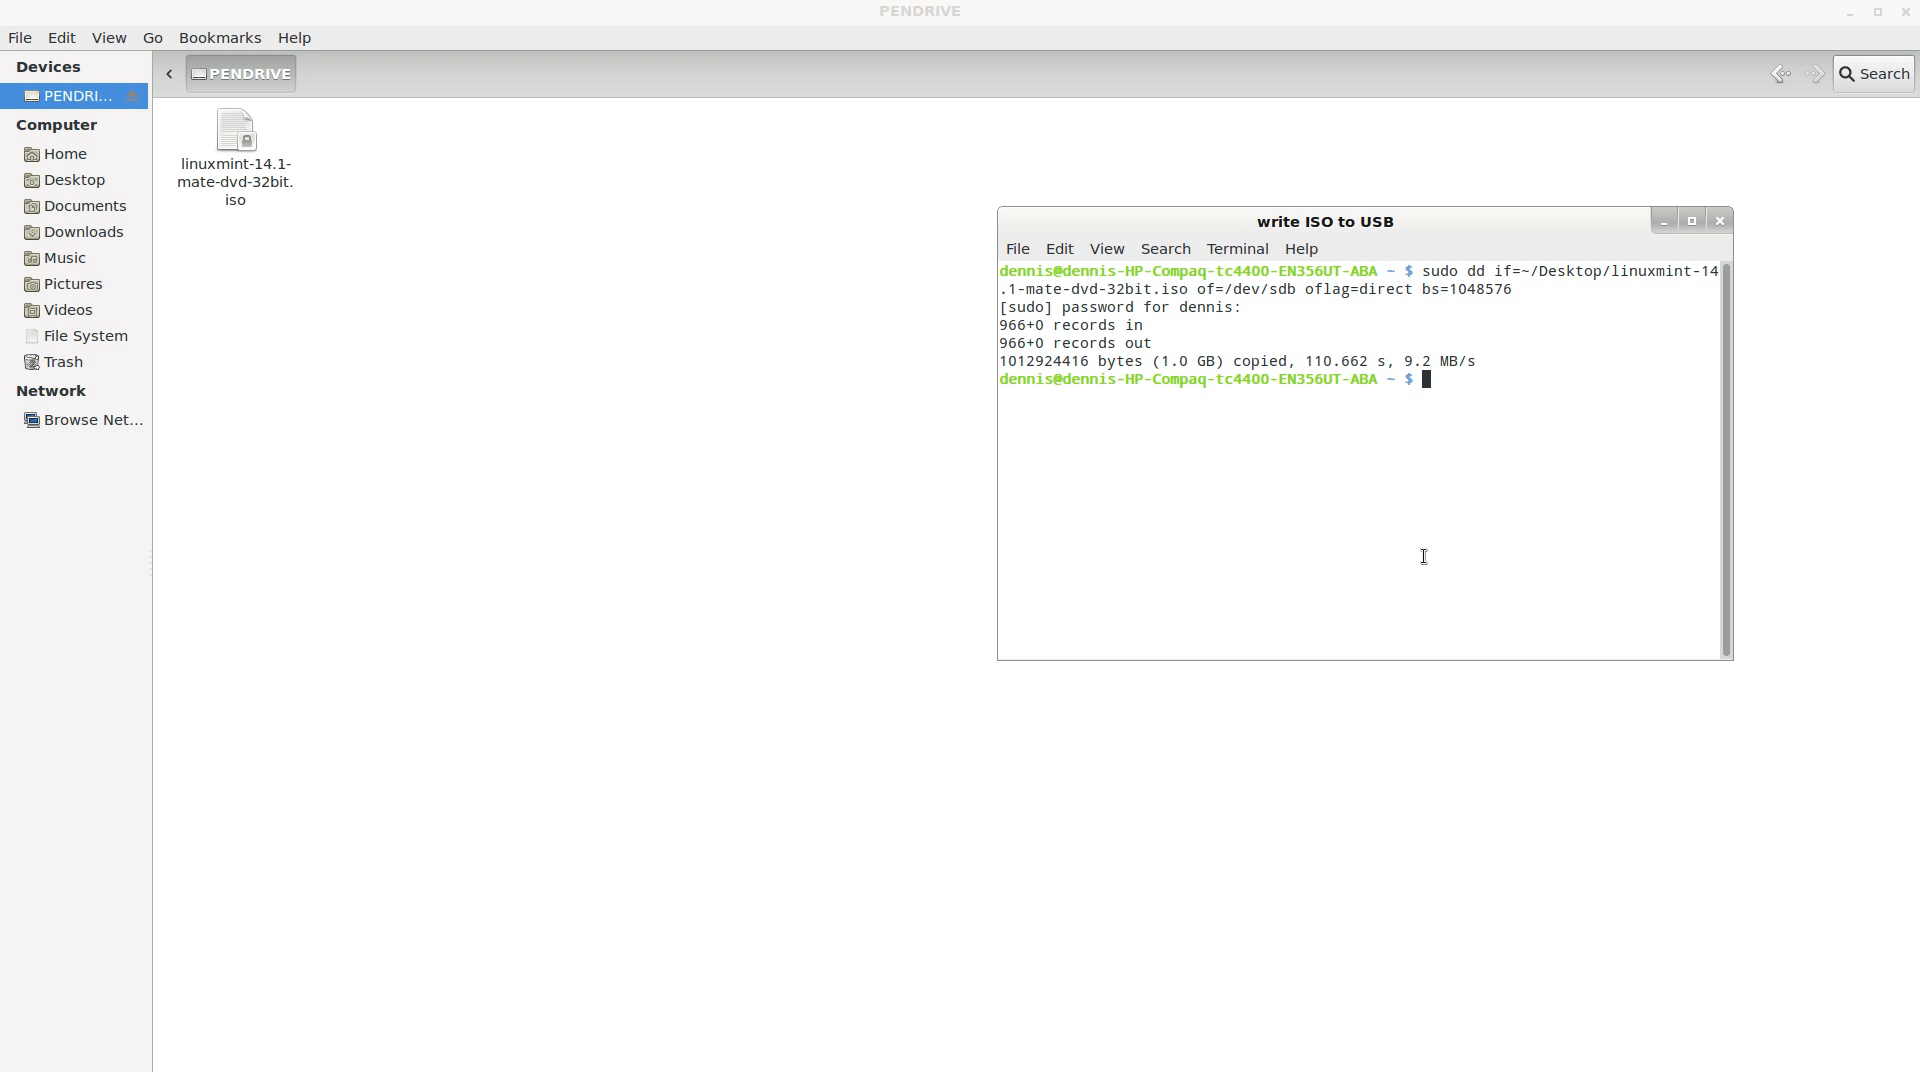 PENDRIVE
File Edit View Go Bookmarks Help
Devices
PENDRI...
Computer
Home
Desktop
Documents
Downloads
Music
Pictures
Videos
File System
Trash
Network
Browse Net...
PENDRIVE
Search
linuxmint-14.1-
mate-dvd-32bit.
iso
write ISO to USB
File Edit View Search Terminal Help
dennis@dennis-HP-Compaq-tc4400-EN356UT-ABA ~ $ sudo dd if=~/Desktop/linuxmint-14
.1-mate-dvd-32bit.iso of=/dev/sdb oflag=direct bs=1048576
[sudo] password for dennis:
966+0 records in
966+0 records out
1012924416 bytes (1.0 GB) copied, 110.662 s, 9.2 MB/s
dennis@dennis-HP-Compaq-tc4400-EN356UT-ABA ~ $